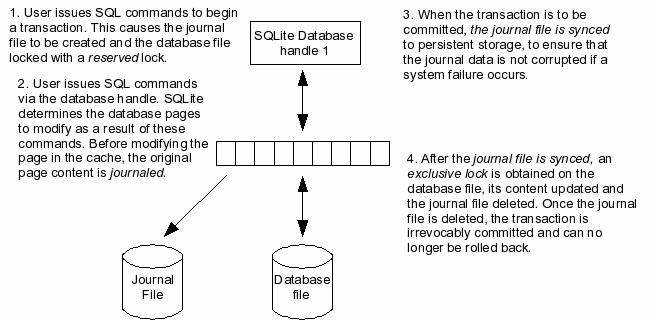 1. User issues SQL commands to begin
a transaction. This causes the journal
file to be created and the database file
locked with a reserved lock.
2. User issues SQL commands
via the database handle. SQLite
determines the database pages
to modify as a result of these
commands. Before modifying the
page in the cache, the original
page content is journaled.
SQLite Database
handle 1
3. When the transaction is to be
committed, the journal file is synced
to persistent storage, to ensure that
the journal data is not corrupted if a
system failure occurs.
4. After the journal file is synced, an
exclusive lock is obtained on the
database file, its content updated and
the journal file deleted. Once the journal
file is deleted, the transaction is
irrevocably committed and can no
longer be rolled back.
Journal
File
Database
file